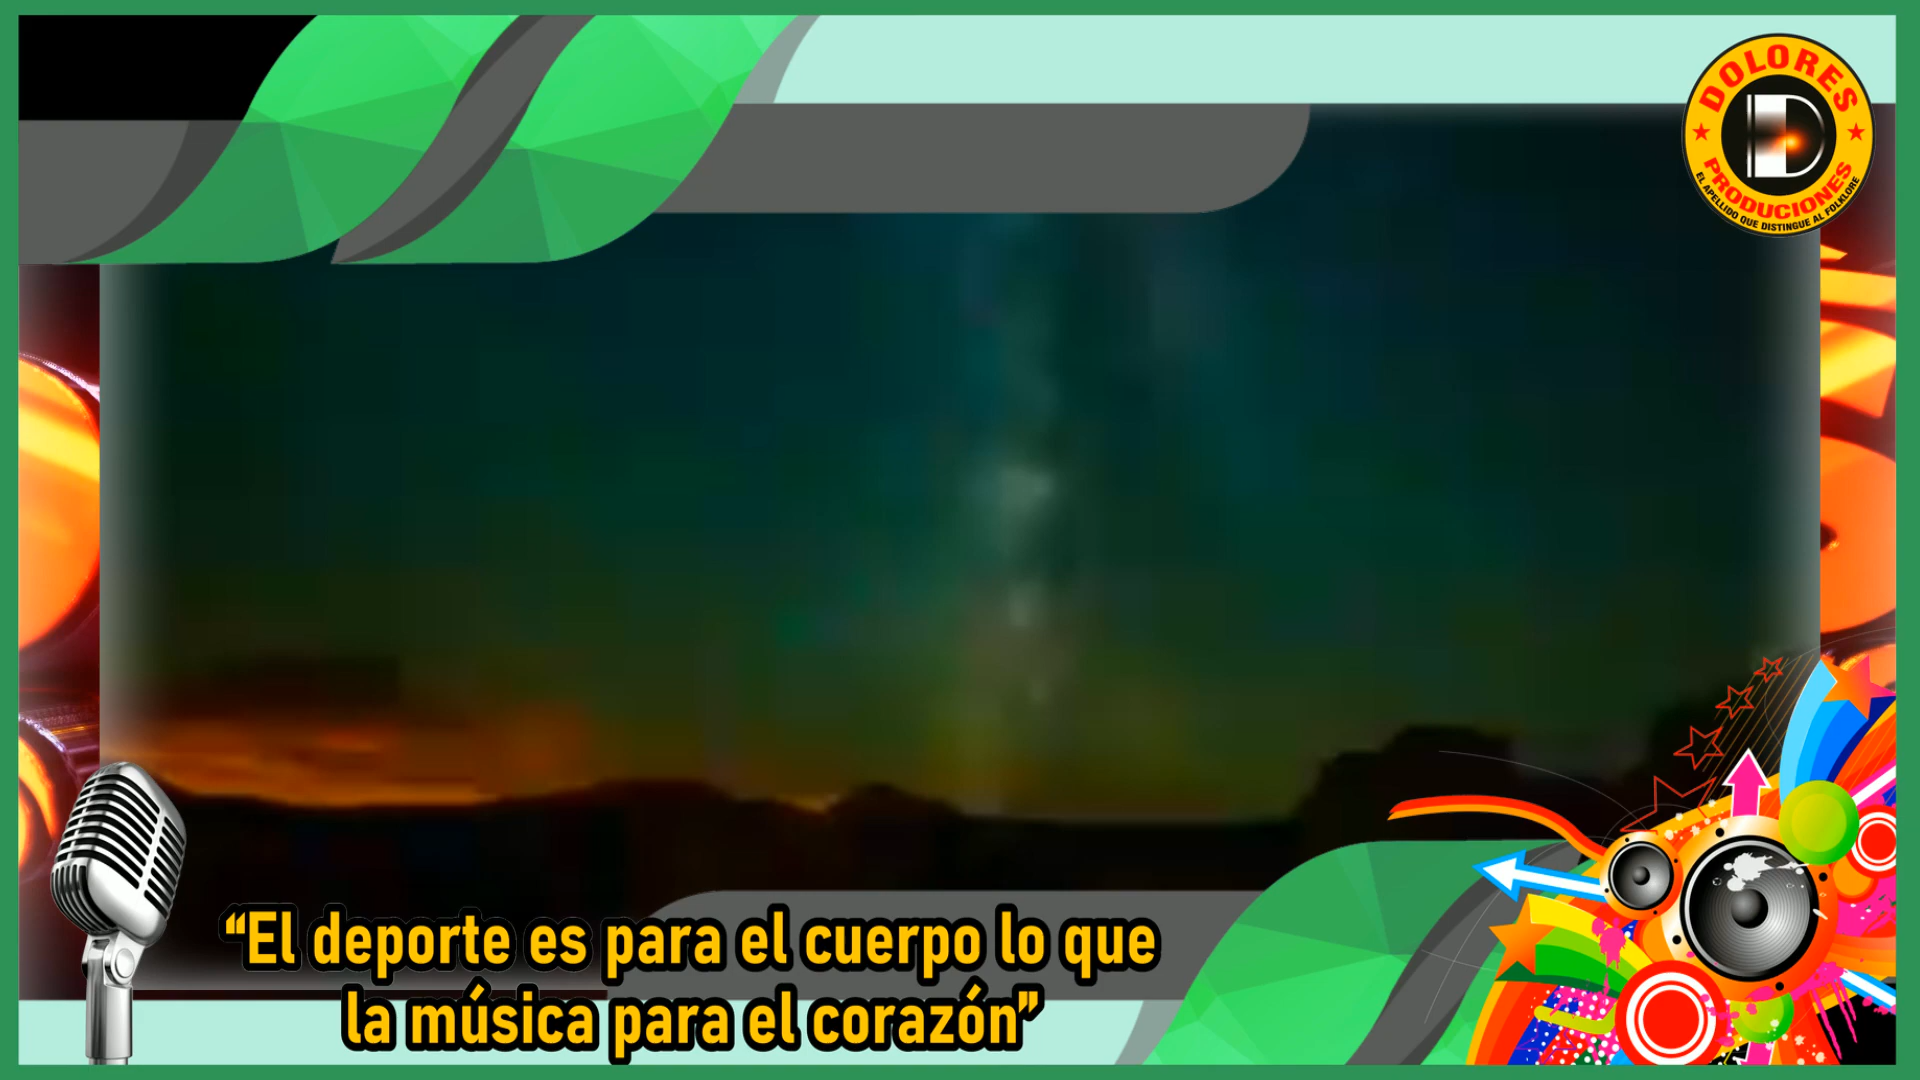 DOLORES
D
PRODUCIONES
EL APELLIDO QUE DISTINGUE AL FOLKLORE
“El deporte es para el cuerpo lo que
la música para el corazón”